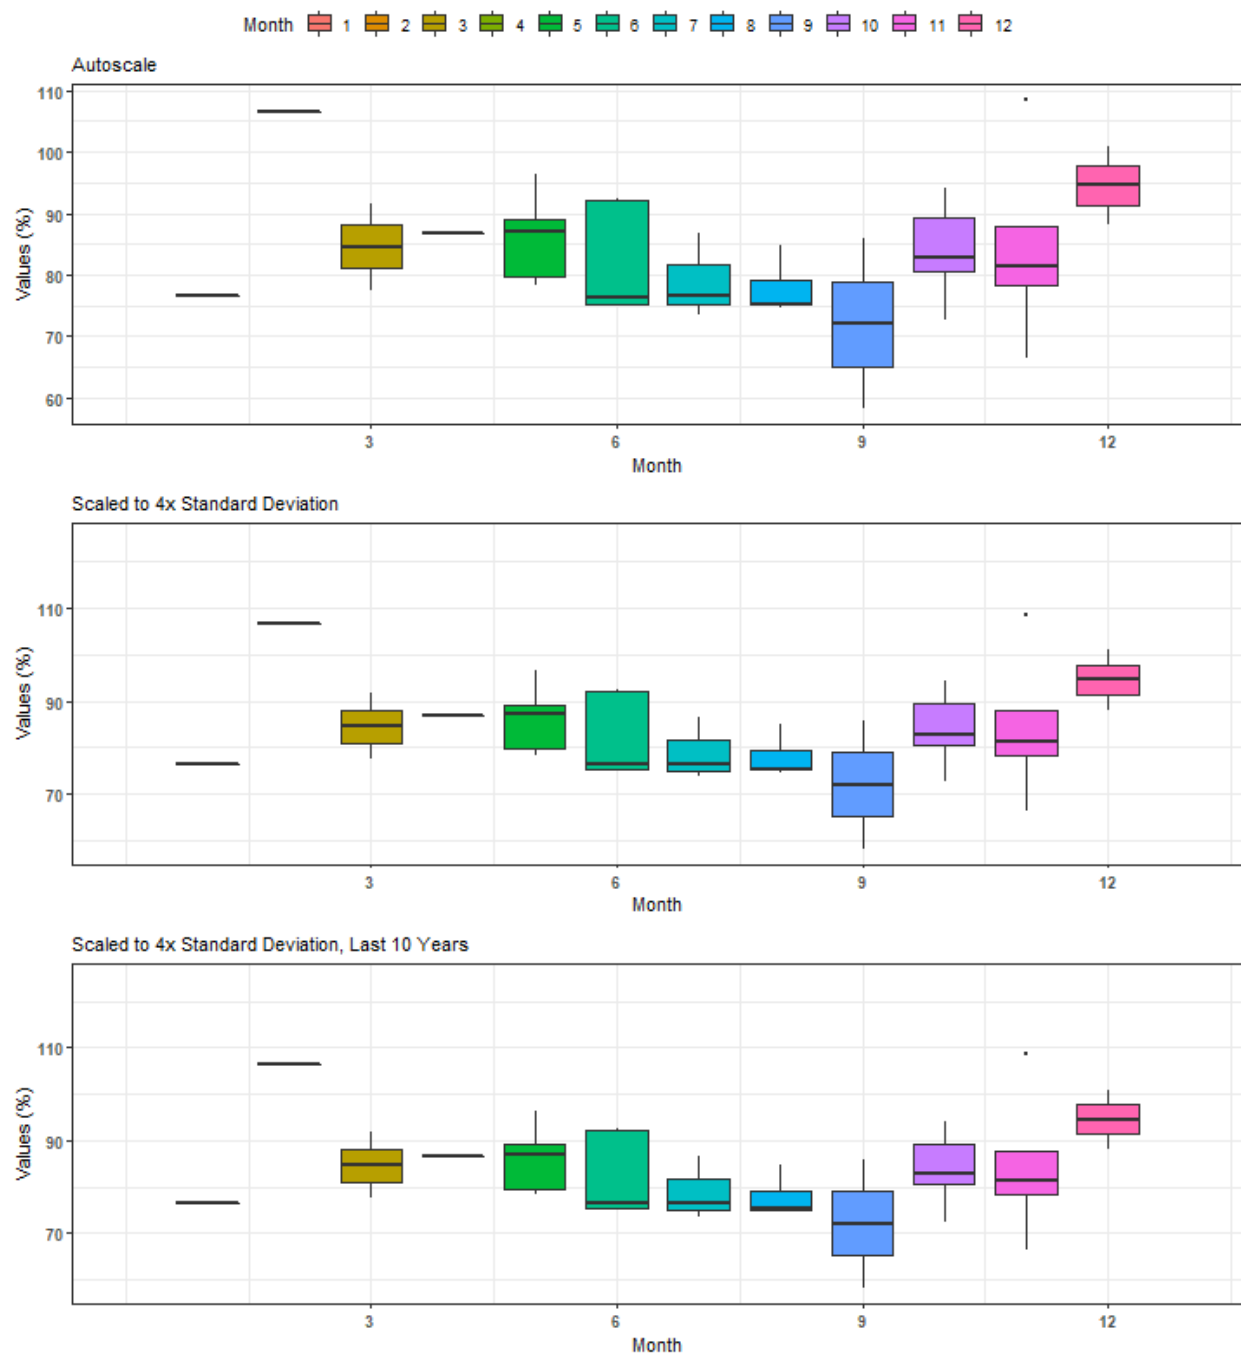 Month 1 2 3 4 5 6 7 8 9 10 11 12
Autoscale
Values (%)
110
100
90
80
70
60
3 6 9 12
Month
Scaled to 4x Standard Deviation
Values (%)
110
90
70
3 6 9 12
Month
Scaled to 4x Standard Deviation, Last 10 Years
Values (%)
110
90
70
3 6 9 12
Month